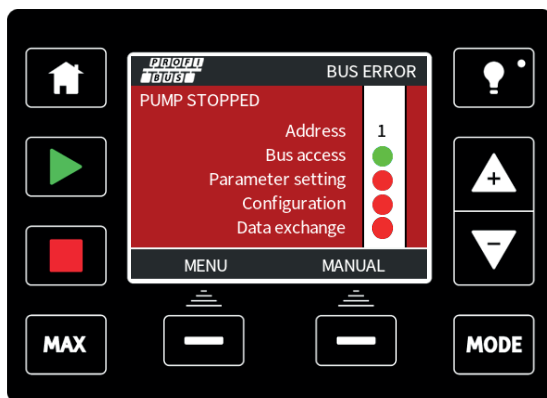 PROFI
BUS
BUS ERROR
PUMP STOPPED
Address 1
Bus access
Parameter setting
Configuration
Data exchange
MENU MANUAL
MAX
MODE
+
-